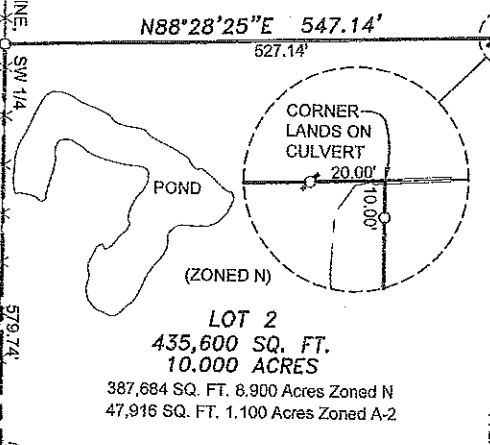 N88°28'25"E 547.14'
527.14'
NE,
SW 1/4
CORNER
LANDS ON
CULVERT
20.00'
10.00'
POND
(ZONED N)
579.74'
LOT 2
435,600 SQ. FT.
10.000 ACRES
387,684 SQ. FT. 8.900 Acres Zoned N
47,916 SQ. FT. 1.100 Acres Zoned A-2